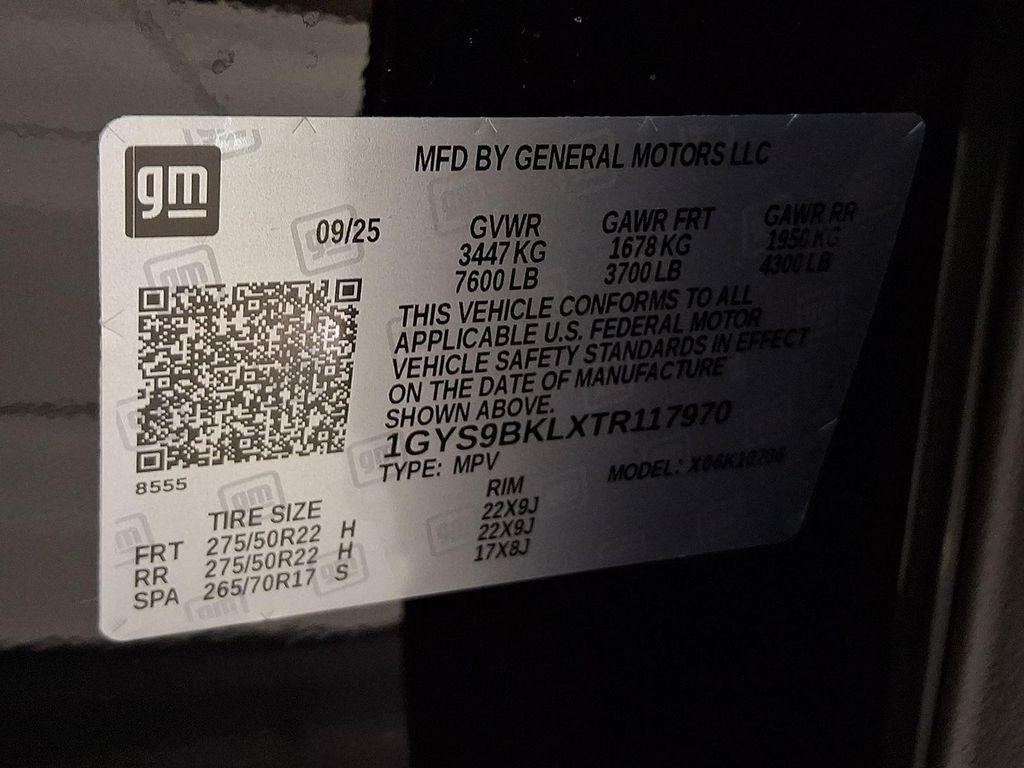 gm
MFD BY GENERAL MOTORS LLC
09/25 GVWR GAWR FRT GAWR RR
3447 KG 1678 KG 1950 KG
7600 LB 3700 LB 4300 LB
THIS VEHICLE CONFORMS TO ALL
APPLICABLE U.S. FEDERAL MOTOR
VEHICLE SAFETY STANDARDS IN EFFECT
ON THE DATE OF MANUFACTURE
SHOWN ABOVE.
1GYS9BKLXTR117970
TYPE: MPV MODEL: X06K10706
8555
TIRE SIZE RIM
FRT 275/50R22 H 22X9J
RR 275/50R22 H 22X9J
SPA 265/70R17 S 17X8J